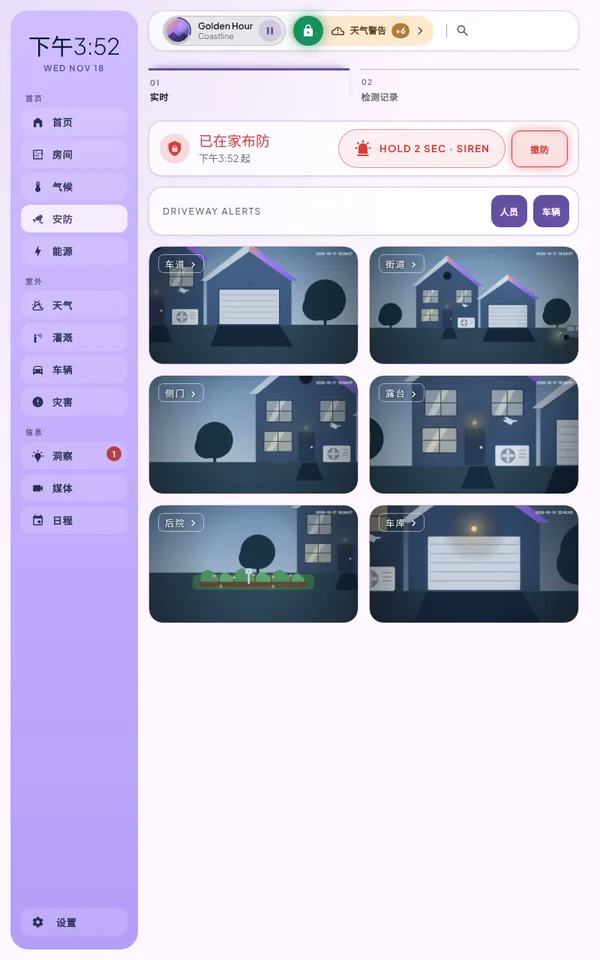 下午3:52
WED NOV 18
首页
首页
房间
气候
安防
能源
室外
天气
灌溉
车辆
灾害
信息
洞察
1
媒体
日程
设置
Golden Hour
Coastline
天气警告
+6
01
实时
02
检测记录
已在家布防
下午3:52 起
HOLD 2 SEC · SIREN
撤防
DRIVEWAY ALERTS
人员
车辆
车道
街道
侧门
露台
后院
车库